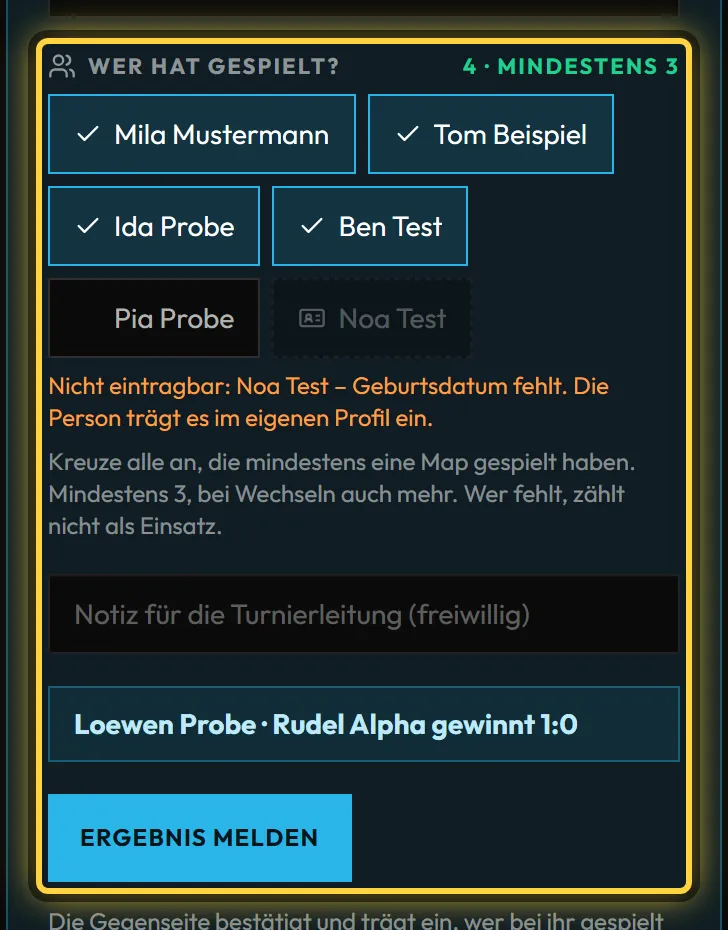 WER HAT GESPIELT? 4 · MINDESTENS 3
Mila Mustermann Tom Beispiel
Ida Probe Ben Test
Pia Probe Noa Test
Nicht eintragbar: Noa Test – Geburtsdatum fehlt. Die
Person trägt es im eigenen Profil ein.
Kreuze alle an, die mindestens eine Map gespielt haben.
Mindestens 3, bei Wechseln auch mehr. Wer fehlt, zählt
nicht als Einsatz.
Notiz für die Turnierleitung (freiwillig)
Loewen Probe · Rudel Alpha gewinnt 1:0
ERGEBNIS MELDEN
Die Gegenseite bestätigt und trägt ein, wer bei ihr gespielt